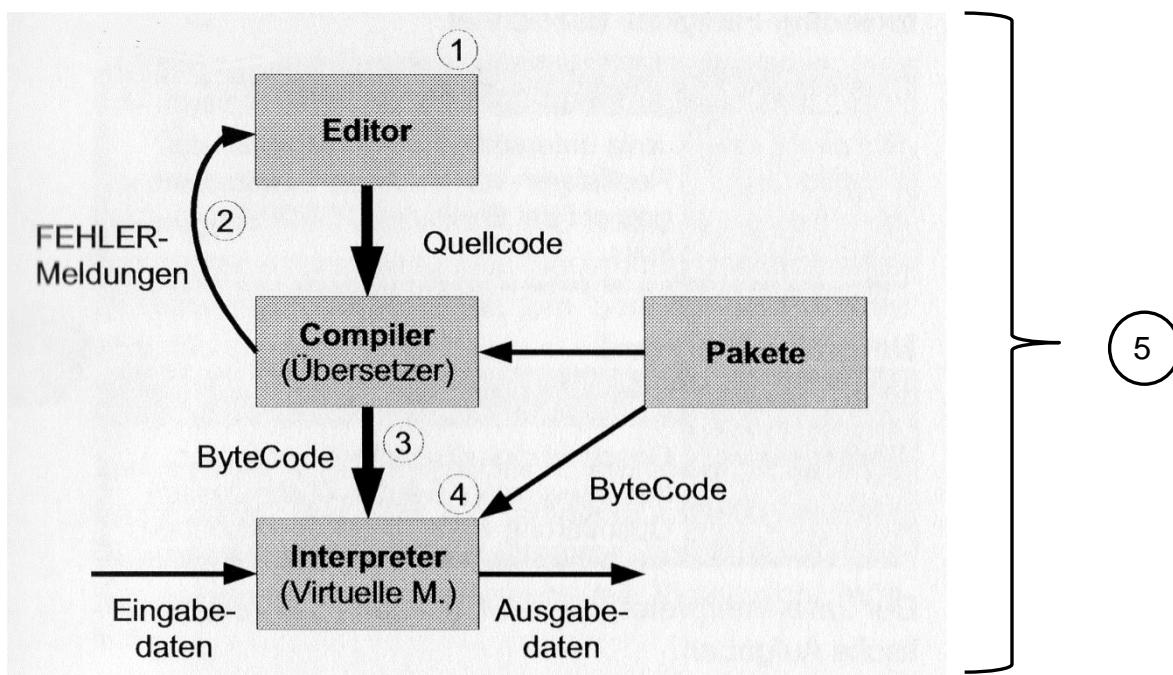 1
Editor
2
FEHLER-
Meldungen
Quellcode
Compiler
(Übersetzer)
Pakete
5
ByteCode
3
4
ByteCode
Interpreter
(Virtuelle M.)
Eingabe-
daten
Ausgabe-
daten